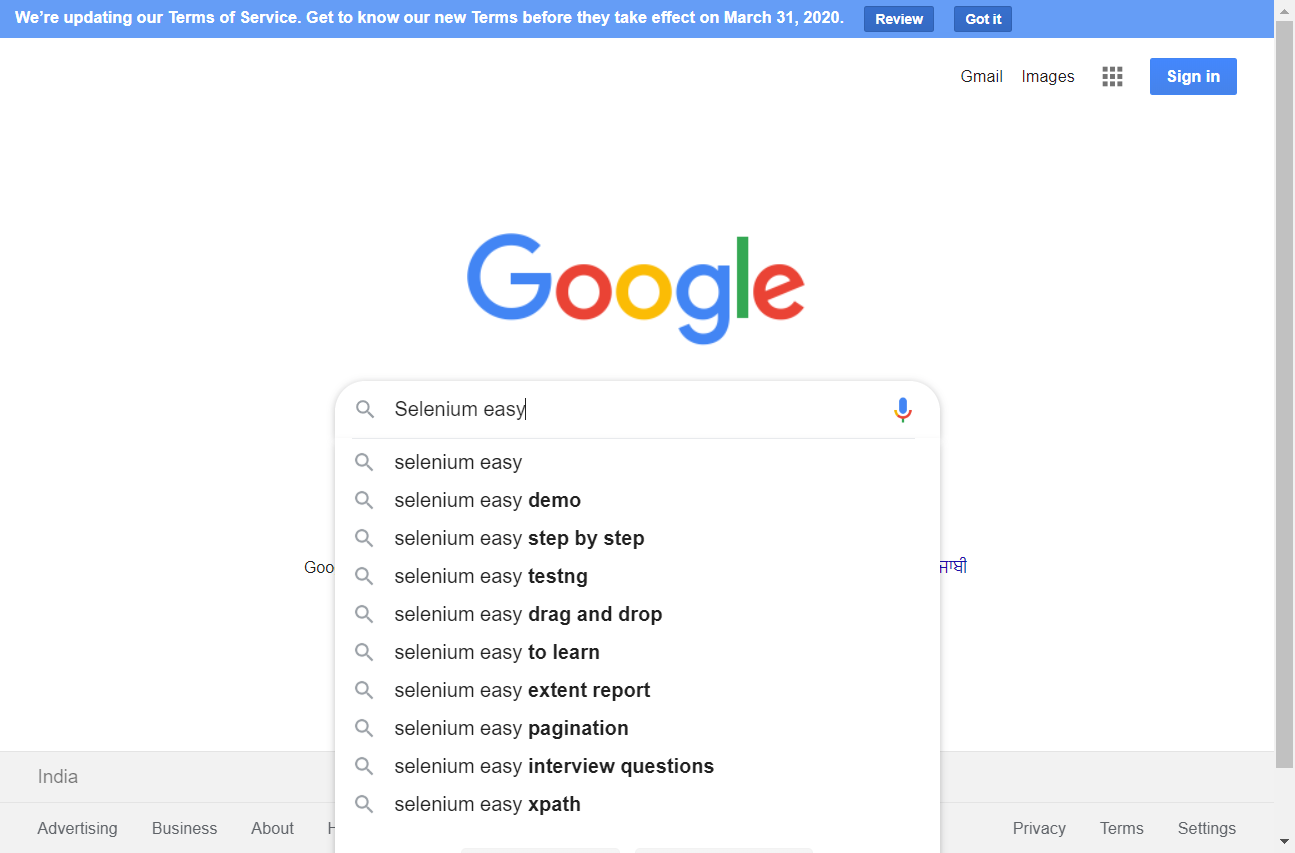 We're updating our Terms of Service. Get to know our new Terms before they take effect on March 31, 2020. Review Got it
Gmail Images Sign in
Google
Selenium easy
selenium easy
selenium easy demo
selenium easy step by step
selenium easy testng
selenium easy drag and drop
selenium easy to learn
selenium easy extent report
selenium easy pagination
selenium easy interview questions
selenium easy xpath
India
Advertising Business About
Privacy Terms Settings